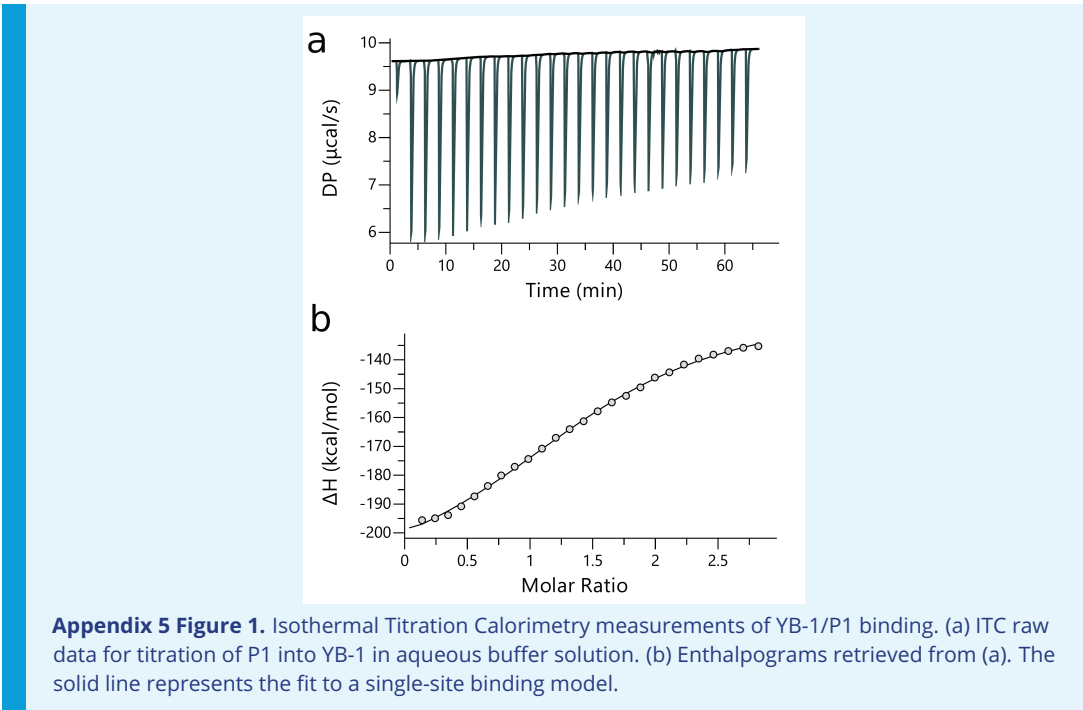 a
10
9
8
7
6
DP (µcal/s)
0 10 20 30 40 50 60
Time (min)
b
-140
-150
-160
-170
-180
-190
-200
ΔH (kcal/mol)
0 0.5 1 1.5 2 2.5
Molar Ratio
Appendix 5 Figure 1. Isothermal Titration Calorimetry measurements of YB-1/P1 binding. (a) ITC raw
data for titration of P1 into YB-1 in aqueous buffer solution. (b) Enthalpograms retrieved from (a). The
solid line represents the fit to a single-site binding model.